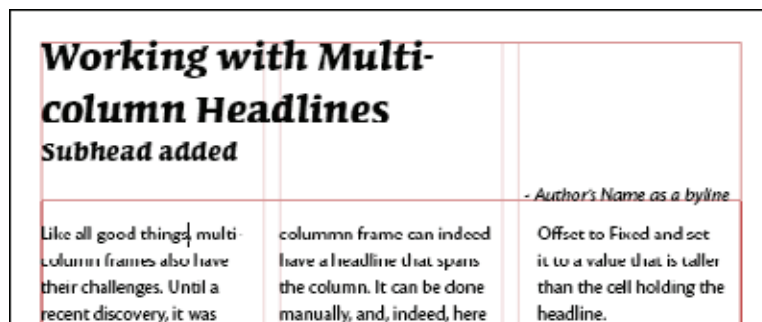 Working with Multi-
column Headlines
Subhead added
- Author's Name as a byline
Like all good things, multi-
column frames also have
their challenges. Until a
recent discovery, it was
colummn frame can indeed
have a headline that spans
the column. It can be done
manually, and, indeed, here
Offset to Fixed and set
it to a value that is taller
than the cell holding the
headline.